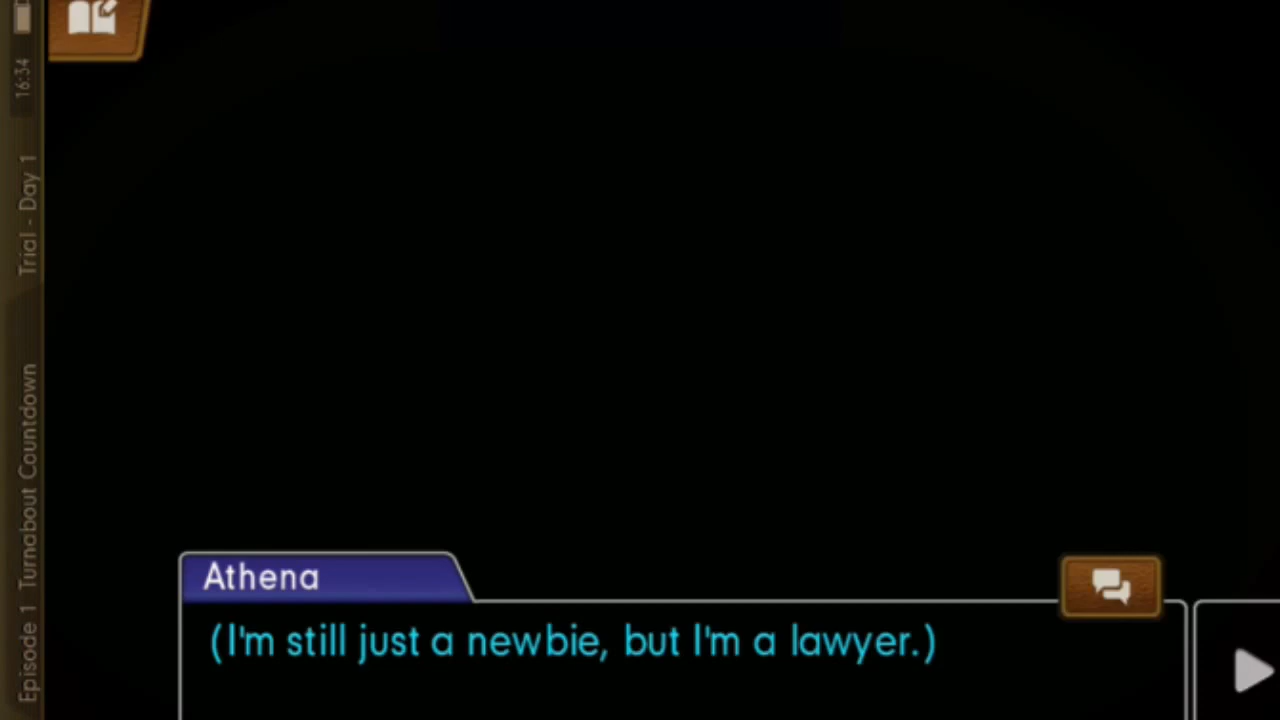 16:34
Trial - Day 1
Episode 1 Turnabout Countdown
Athena
(I'm still just a newbie, but I'm a lawyer.)